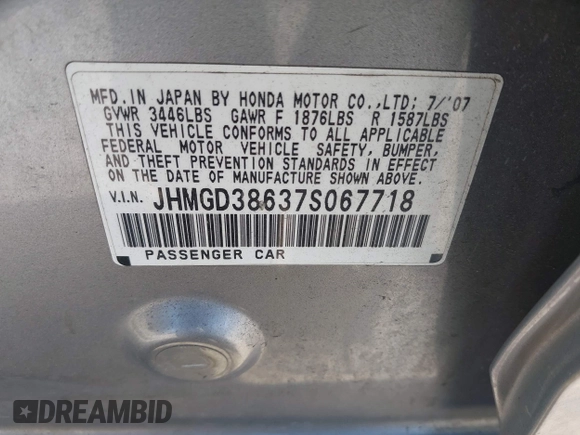 MFD.IN JAPAN BY HONDA MOTOR CO.,LTD; 7/'07
GVWR 3446LBS GAWR F 1876LBS R 1587LBS
THIS VEHICLE CONFORMS TO ALL APPLICABLE
FEDERAL MOTOR VEHICLE SAFETY, BUMPER,
AND THEFT PREVENTION STANDARDS IN EFFECT
ON THE DATE OF MANUFACTURE SHOWN ABOVE.
V.I.N. JHMGD38637S067718
PASSENGER CAR
DREAMBID